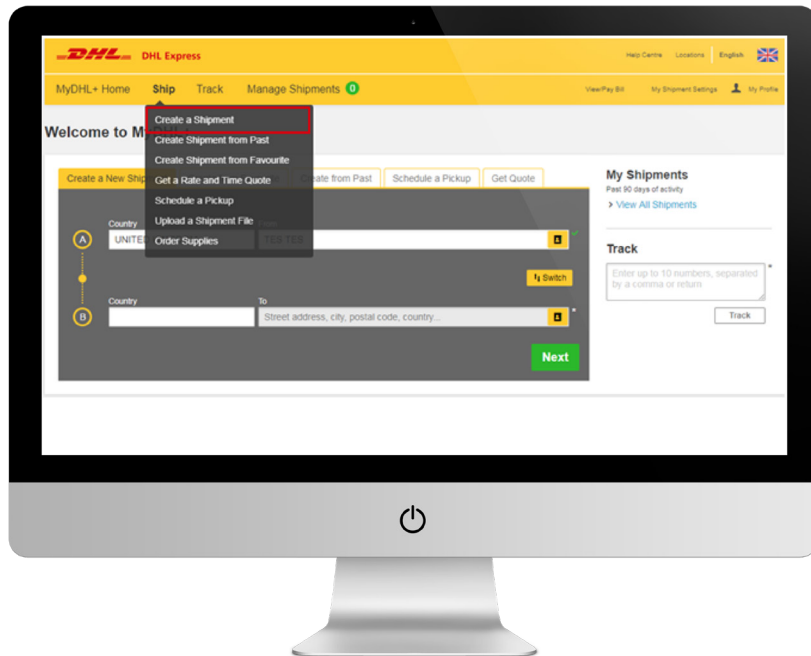 DHL DHL Express
Help Centre Locations English
MyDHL+ Home Ship Track Manage Shipments 0
View/Pay Bill My Shipment Settings My Profile
Create a Shipment
Welcome to
Create Shipment from Past
Create Shipment from Favourite
Create a New
Get a Rate and Time Quote
from Past
Schedule a Pickup
Get Quote
Schedule a Pickup
Upload a Shipment File
Order Supplies
Country
A
Switch
Country To
B Street address, city, postal code, country...
Next
My Shipments
Past 90 days of activity
> View All Shipments
Track
Enter up to 10 numbers, separated
by a comma or return
Track